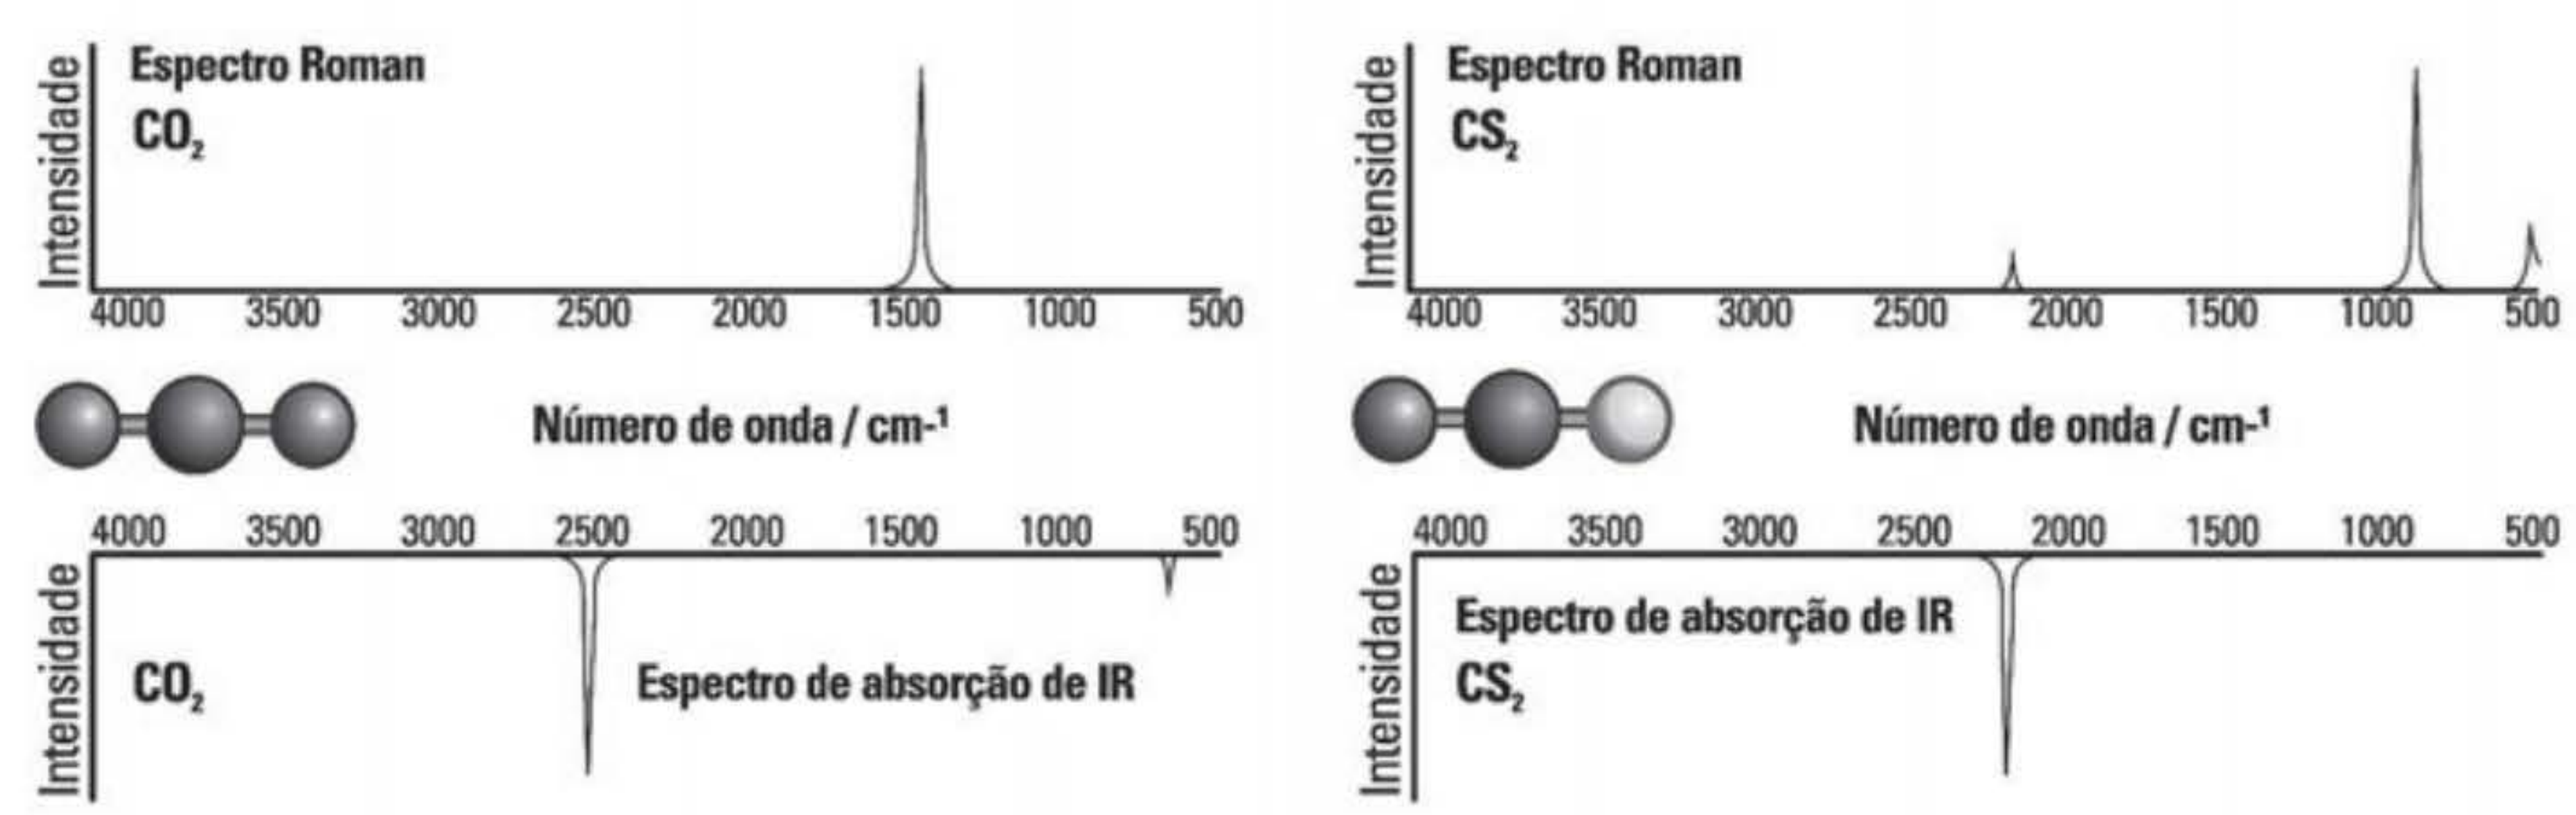 Espectro Roman
CO₂
Intensidade
4000 3500 3000 2500 2000 1500 1000 500
Número de onda / cm-¹
4000 3500 3000 2500 2000 1500 1000 500
Intensidade
CO₂
Espectro de absorção de IR
Espectro Roman
CS₂
Intensidade
4000 3500 3000 2500 2000 1500 1000 500
Número de onda / cm-¹
4000 3500 3000 2500 2000 1500 1000 500
Intensidade
Espectro de absorção de IR
CS₂